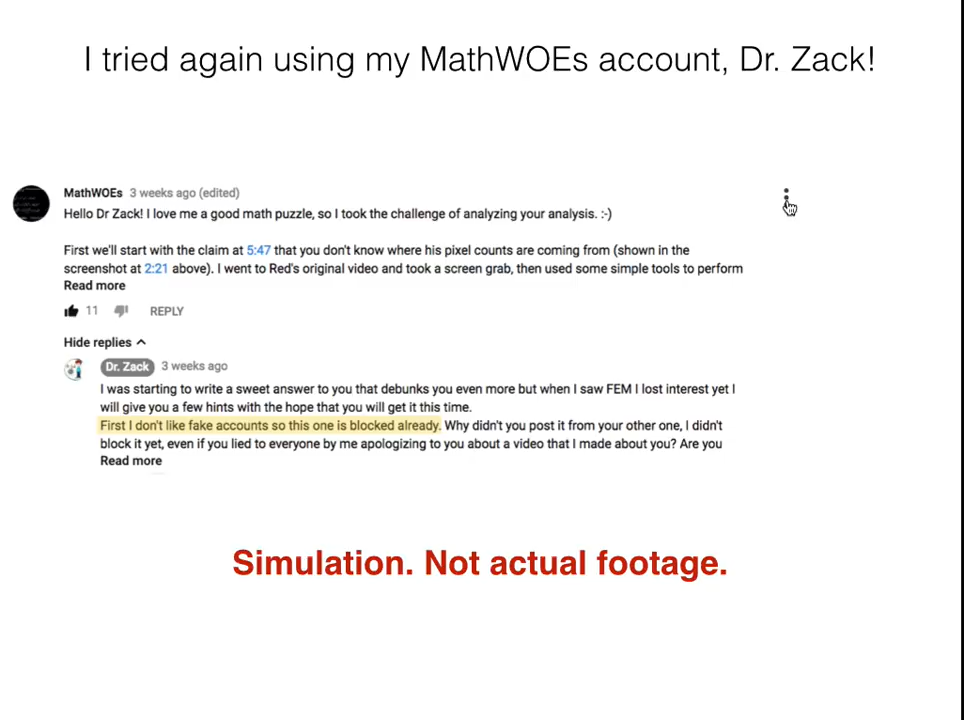 I tried again using my MathWOEs account, Dr. Zack!
MathWOEs 3 weeks ago (edited)
Hello Dr Zack! I love me a good math puzzle, so I took the challenge of analyzing your analysis. :-)
First we'll start with the claim at 5:47 that you don't know where his pixel counts are coming from (shown in the
screenshot at 2:21 above). I went to Red's original video and took a screen grab, then used some simple tools to perform
Read more
11 REPLY
Hide replies
Dr. Zack 3 weeks ago
I was starting to write a sweet answer to you that debunks you even more but when I saw FEM I lost interest yet I
will give you a few hints with the hope that you will get it this time.
First I don't like fake accounts so this one is blocked already. Why didn't you post it from your other one, I didn't
block it yet, even if you lied to everyone by me apologizing to you about a video that I made about you? Are you
Read more
Simulation. Not actual footage.